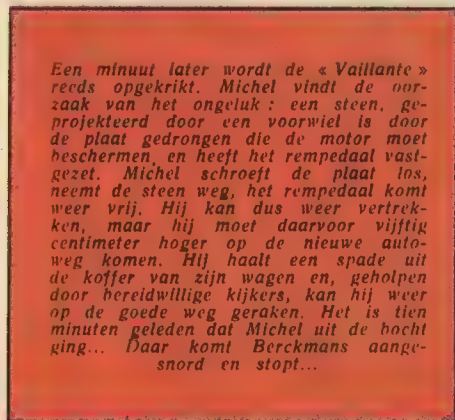 Een minuut later wordt de « Vaillante »
reeds opgekrikt. Michel vindt de oor-
zaak van het ongeluk : een steen, ge-
projekteerd door een voorwiel is door
de plaat gedrongen die de motor moet
beschermen, en heeft het rempedaal vast-
gezet. Michel schroeft de plaat los,
neemt de steen weg, het rempedaal komt
weer vrij. Hij kan dus weer vertrek-
ken, maar hij moet daarvoor vijftig
centimeter hoger op de nieuwe auto-
weg komen. Hij haalt een spade uit
de koffer van zijn wagen en, geholpen
door bereidwillige kijkers, kan hij weer
op de goede weg geraken. Het is tien
minuten geleden dat Michel uit de bocht
ging... Daar komt Berckmans aange-
snord en stopt...